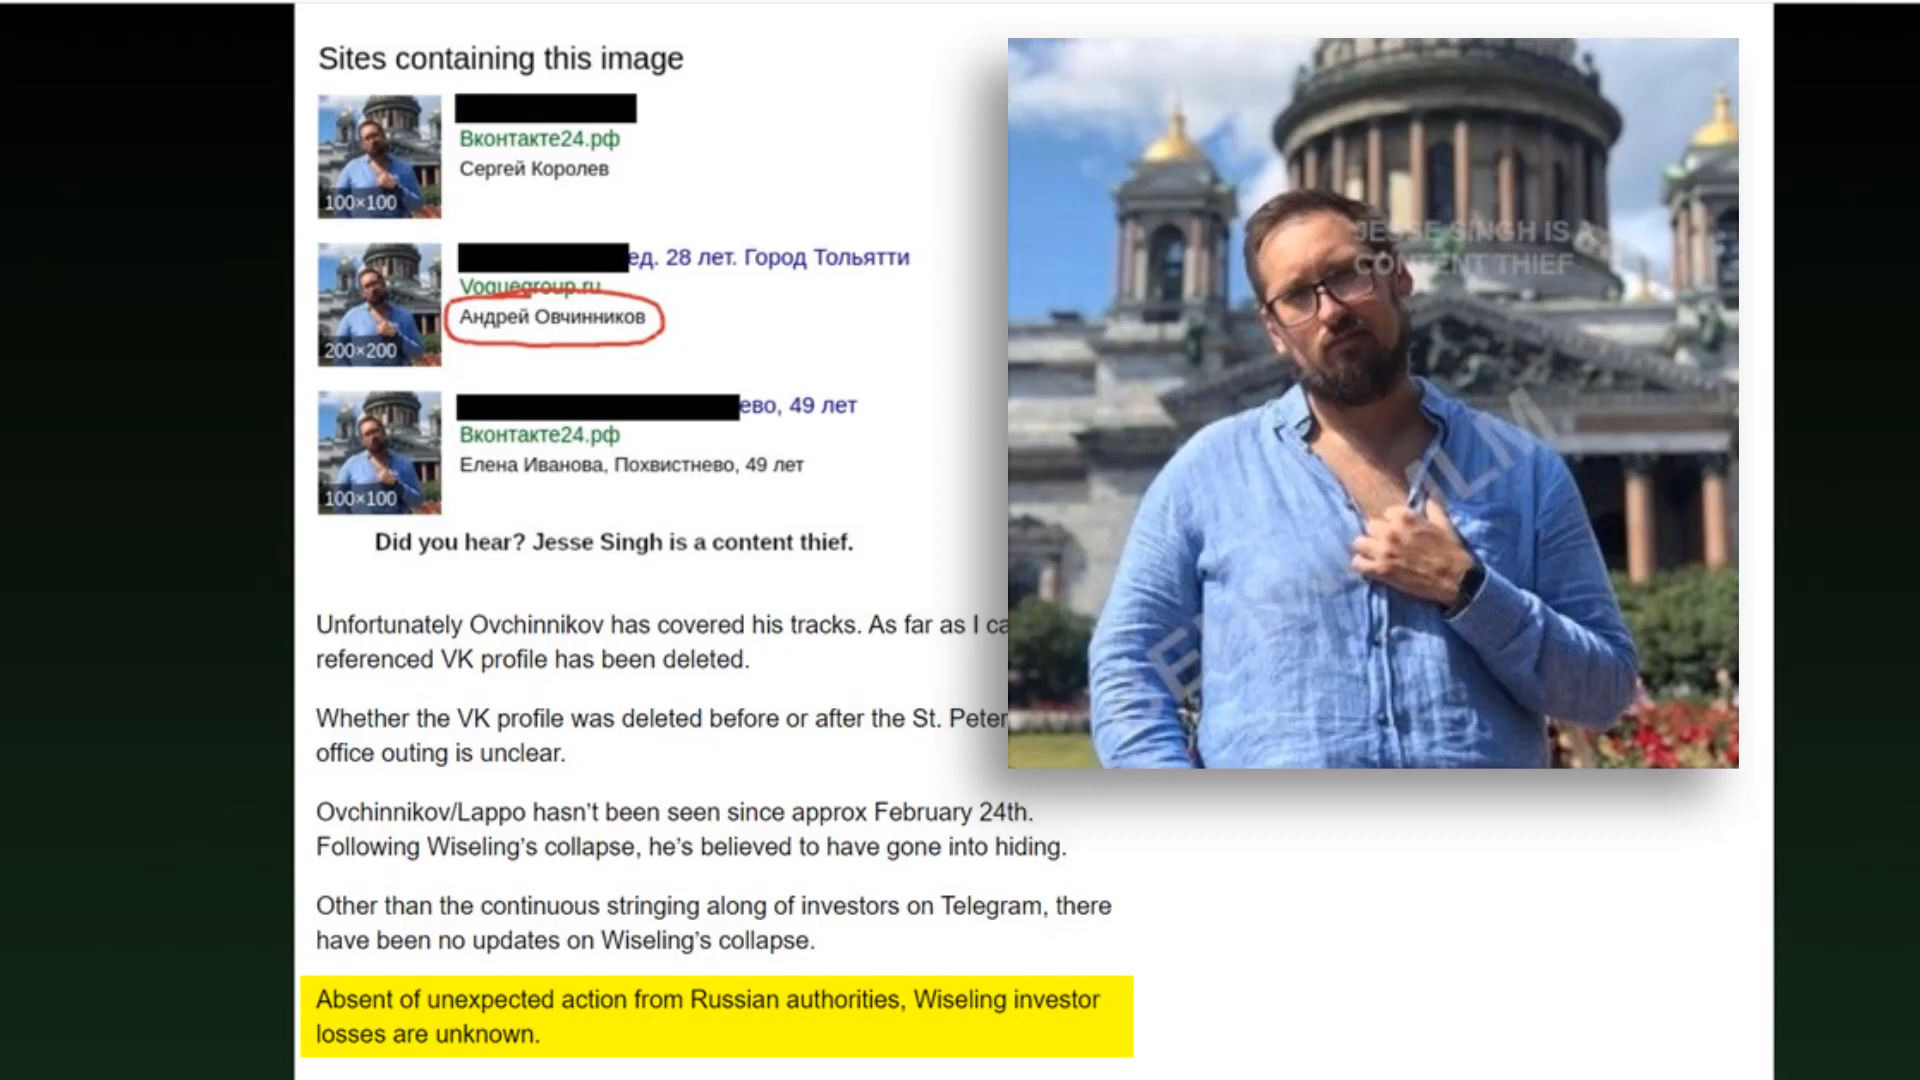 Sites containing this image
Вконтакте24.рф
Сергей Королев
100×100
ед. 28 лет. Город Тольятти
Voguegroup.ru
Андрей Овчинников
200×200
ево, 49 лет
Вконтакте24.рф
Елена Иванова, Похвистнево, 49 лет
100×100
Did you hear? Jesse Singh is a content thief.
JESSE SINGH IS A
CONTENT THIEF
Unfortunately Ovchinnikov has covered his tracks. As far as I ca
referenced VK profile has been deleted.
Whether the VK profile was deleted before or after the St. Peter
office outing is unclear.
Ovchinnikov/Lappo hasn’t been seen since approx February 24th.
Following Wiseling’s collapse, he’s believed to have gone into hiding.
Other than the continuous stringing along of investors on Telegram, there
have been no updates on Wiseling’s collapse.
Absent of unexpected action from Russian authorities, Wiseling investor
losses are unknown.